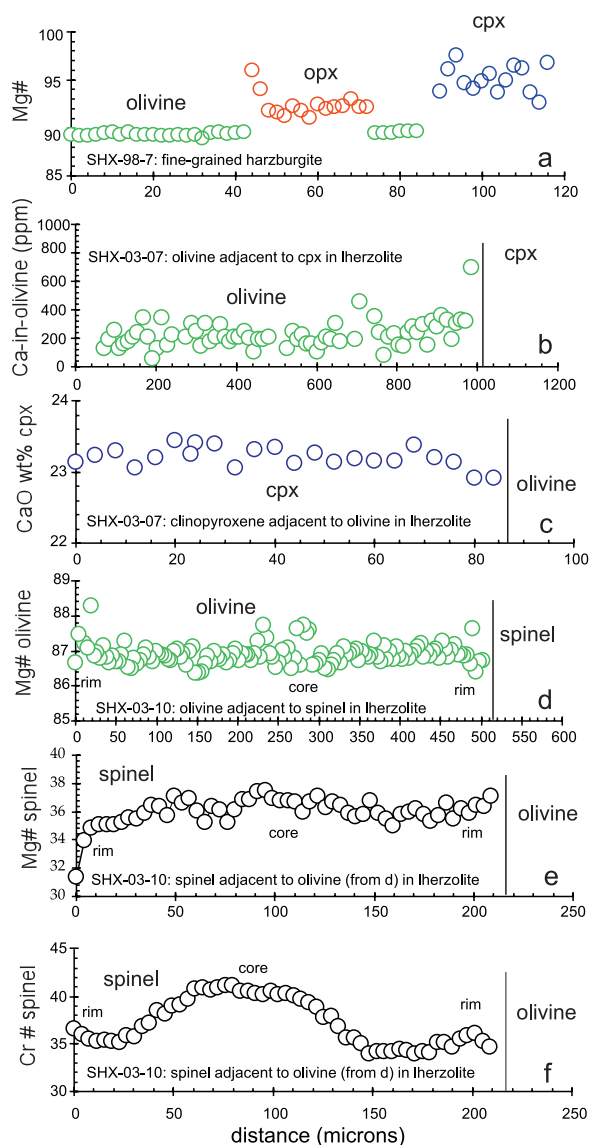 cpx
100
95
90
85
Mg#
opx
olivine
SHX-98-7: fine-grained harzburgite
a
0 20 40 60 80 100 120
1000
800
600
400
200
0
Ca-in-olivine (ppm)
SHX-03-07: olivine adjacent to cpx in lherzolite
cpx
olivine
b
0 200 400 600 800 1000 1200
24
23
22
CaO wt% cpx
cpx
olivine
SHX-03-07: clinopyroxene adjacent to olivine in lherzolite
c
0 20 40 60 80 100
89
88
87
86
85
Mg# olivine
olivine
spinel
rim
core
rim
SHX-03-10: olivine adjacent to spinel in lherzolite
d
0 50 100 150 200 250 300 350 400 450 500 550 600
40
38
36
34
32
30
Mg# spinel
spinel
olivine
rim
core
rim
SHX-03-10: spinel adjacent to olivine (from d) in lherzolite
e
0 50 100 150 200 250
45
40
35
30
Cr # spinel
spinel
core
rim
rim
olivine
SHX-03-10: spinel adjacent to olivine (from d) in lherzolite
f
0 50 100 150 200 250
distance (microns)